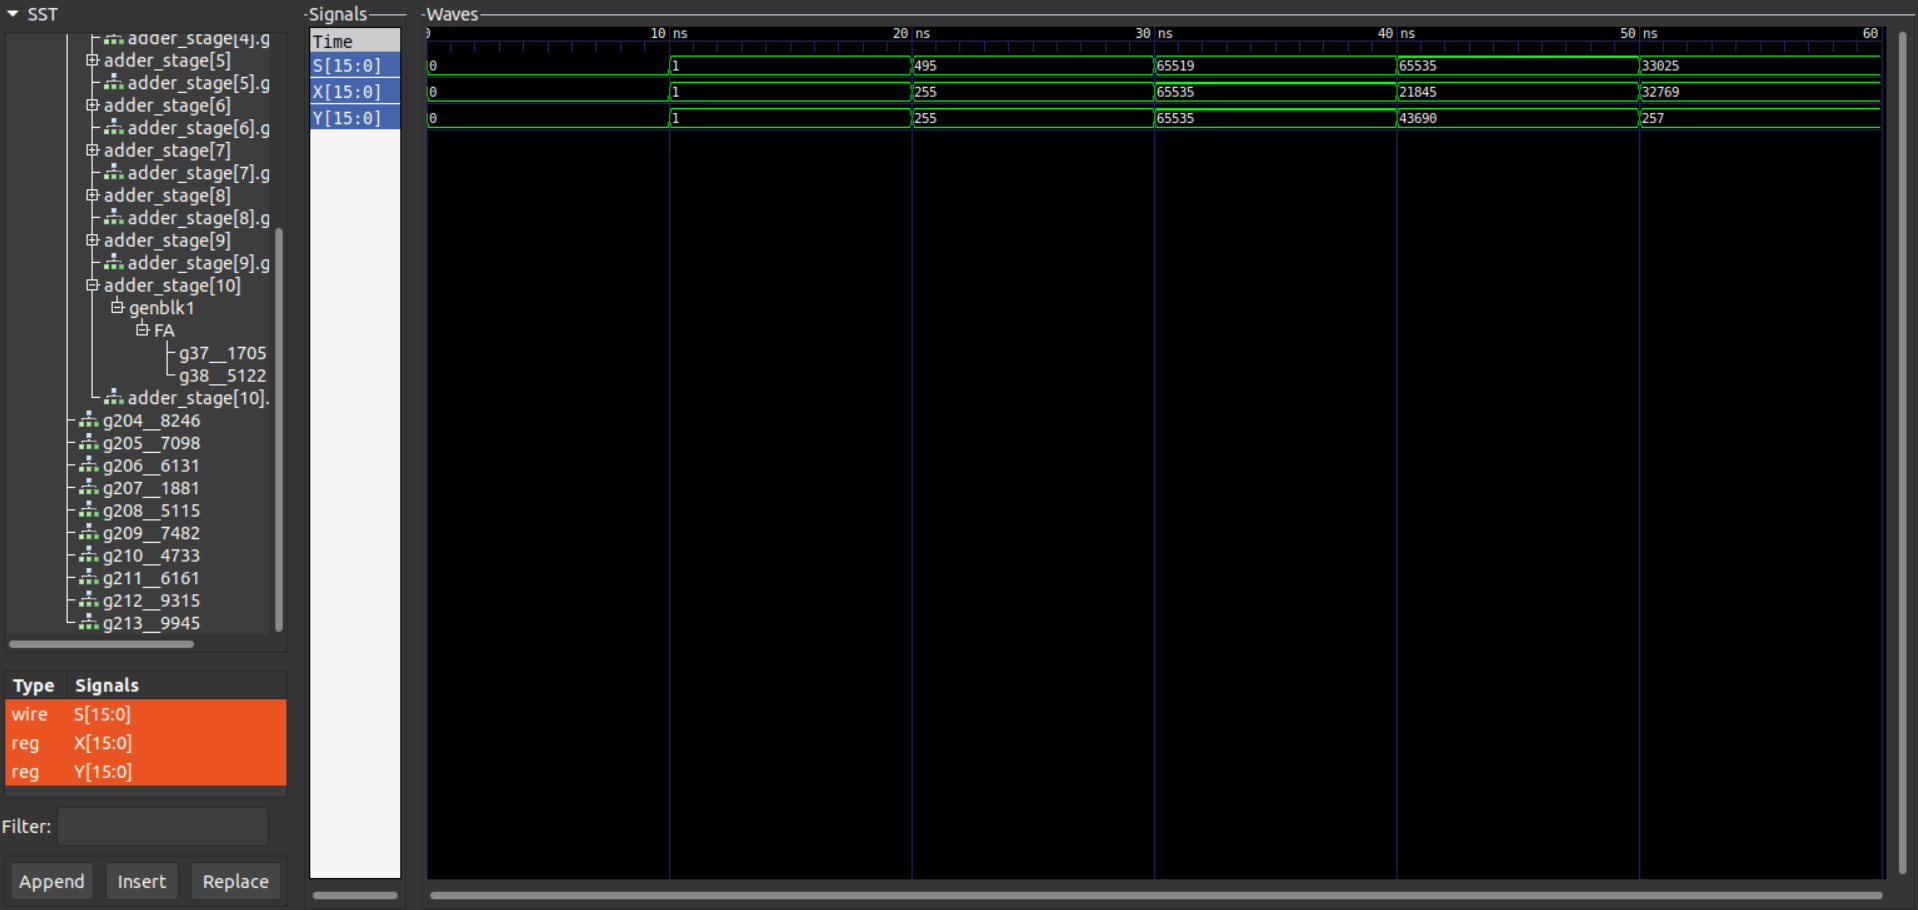 SST
adder_stage[4].g
adder_stage[5]
adder_stage[5].g
adder_stage[6]
adder_stage[6].g
adder_stage[7]
adder_stage[7].g
adder_stage[8]
adder_stage[8].g
adder_stage[9]
adder_stage[9].g
adder_stage[10]
genblk1
FA
g37__1705
g38__5122
adder_stage[10].
g204__8246
g205__7098
g206__6131
g207__1881
g208__5115
g209__7482
g210__4733
g211__6161
g212__9315
g213__9945
Type Signals
wire S[15:0]
reg X[15:0]
reg Y[15:0]
Filter:
Append Insert Replace
Signals
Time
S[15:0]
X[15:0]
Y[15:0]
Waves
0 10 ns 20 ns 30 ns 40 ns 50 ns 60
0 1 495 65519 65535 33025
0 1 255 65535 21845 32769
0 1 255 65535 43690 257